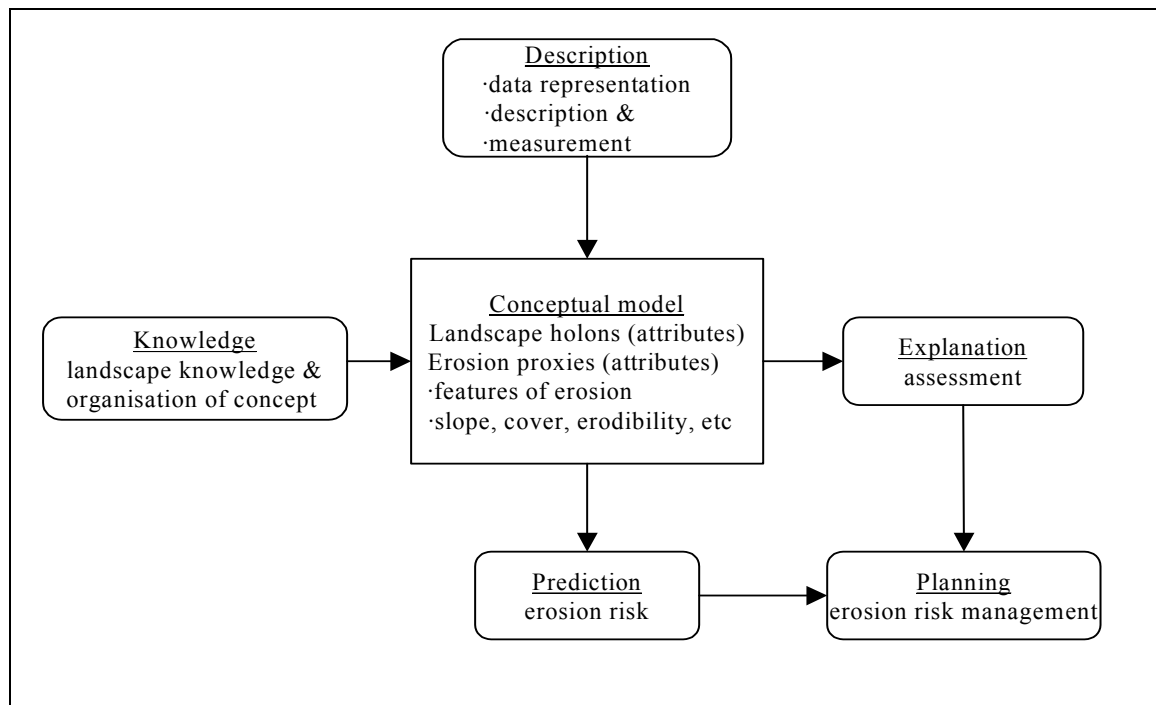 Description
·data representation
·description &
·measurement
Knowledge
landscape knowledge &
organisation of concept
Conceptual model
Landscape holons (attributes)
Erosion proxies (attributes)
·features of erosion
·slope, cover, erodibility, etc
Explanation
assessment
Prediction
erosion risk
Planning
erosion risk management